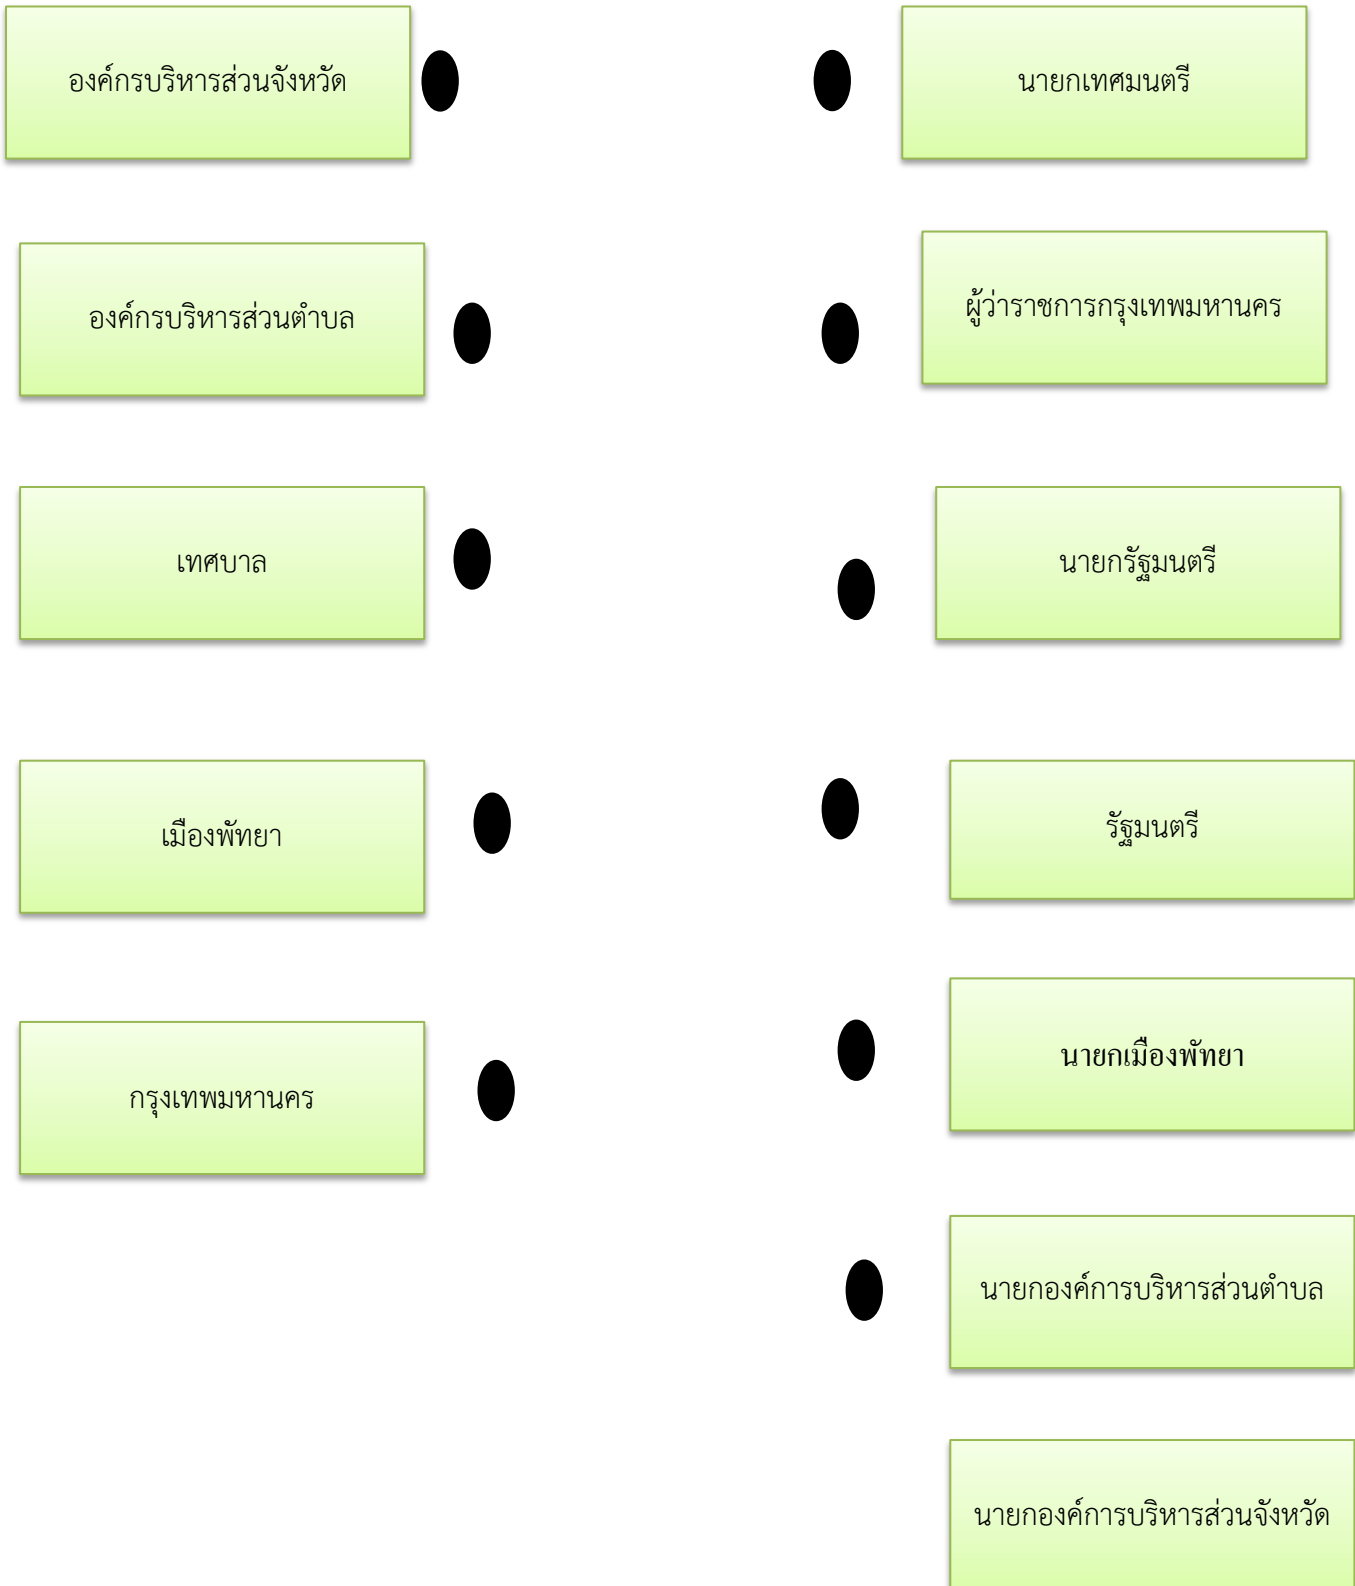 องค์กรบริหารส่วนจังหวัด
นายกเทศมนตรี
องค์กรบริหารส่วนตำบล
ผู้ว่าราชการกรุงเทพมหานคร
เทศบาล
นายกรัฐมนตรี
เมืองพัทยา
รัฐมนตรี
นายกเมืองพัทยา
กรุงเทพมหานคร
นายกองค์การบริหารส่วนตำบล
นายกองค์การบริหารส่วนจังหวัด